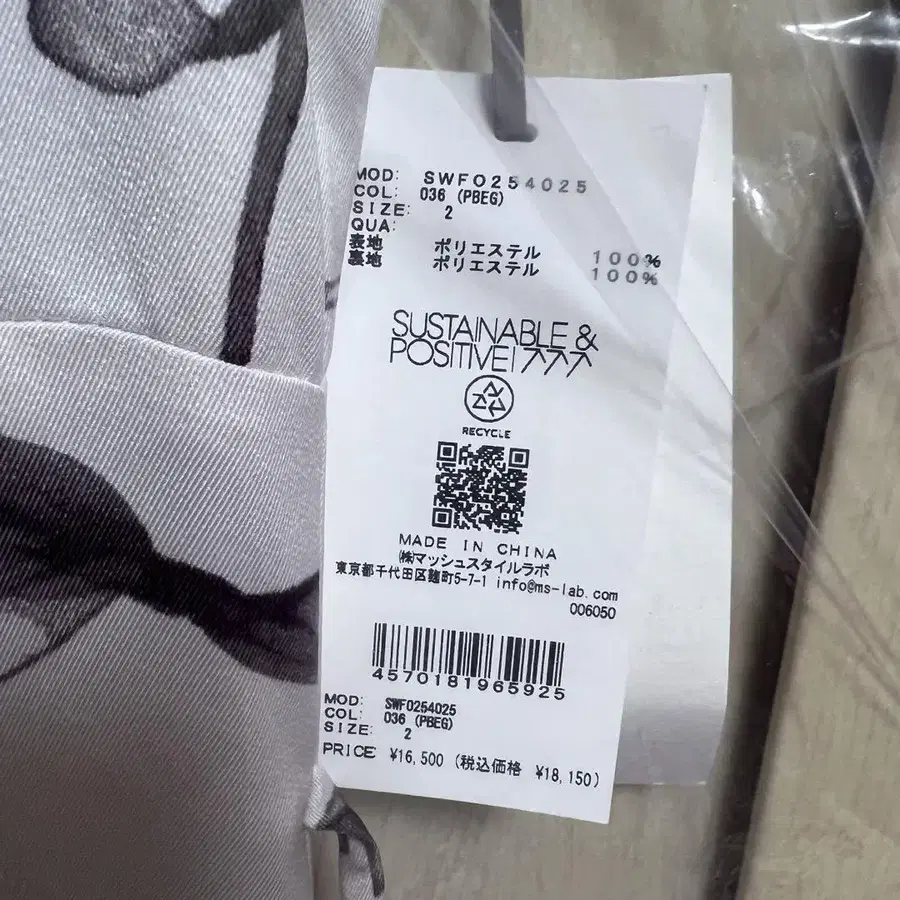 MOD: SWFO254025
COL: 036 (PBEG)
SIZE: 2
QUA:
表地 ポリエステル 100%
裏地 ポリエステル 100%
SUSTAINABLE &
POSITIVE
RECYCLE
MADE IN CHINA
㈱マッシュスタイルラボ
東京都千代田区麹町5-7-1 info@ms-lab.com
006050
4570181965925
MOD: SWFO254025
COL: 036 (PBEG)
SIZE: 2
PRICE: ¥16,500 (税込価格 ¥18,150)